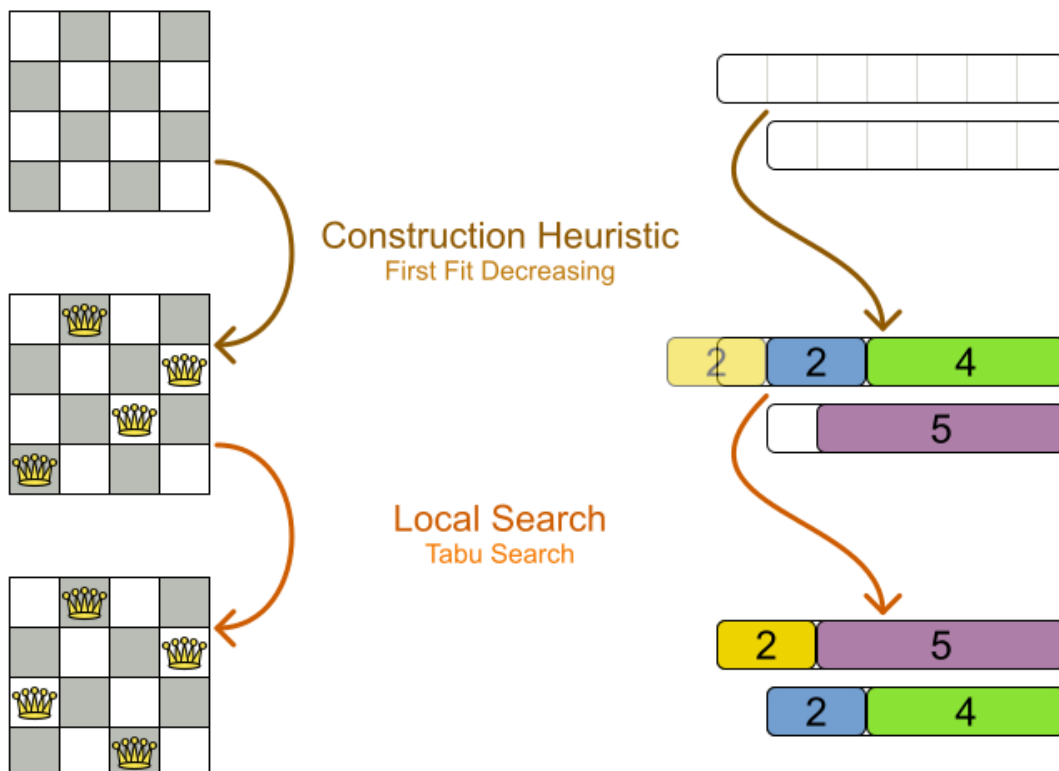 Construction Heuristic
First Fit Decreasing
2 2 4
5
Local Search
Tabu Search
2 5
2 4